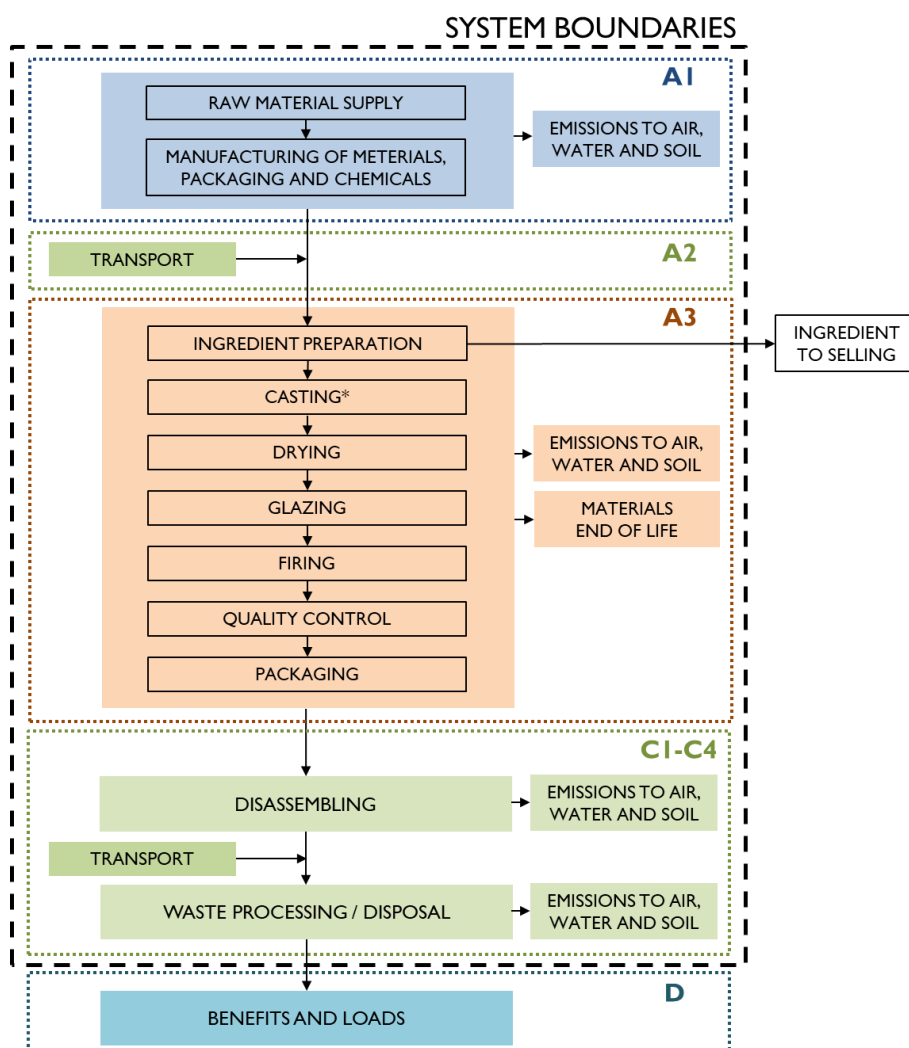 SYSTEM BOUNDARIES
A1
RAW MATERIAL SUPPLY
MANUFACTURING OF METERIALS,
PACKAGING AND CHEMICALS
EMISSIONS TO AIR,
WATER AND SOIL
A2
TRANSPORT
A3
INGREDIENT PREPARATION
INGREDIENT
TO SELLING
CASTING*
DRYING
EMISSIONS TO AIR,
WATER AND SOIL
GLAZING
MATERIALS
END OF LIFE
FIRING
QUALITY CONTROL
PACKAGING
C1-C4
DISASSEMBLING
EMISSIONS TO AIR,
WATER AND SOIL
TRANSPORT
WASTE PROCESSING / DISPOSAL
EMISSIONS TO AIR,
WATER AND SOIL
D
BENEFITS AND LOADS